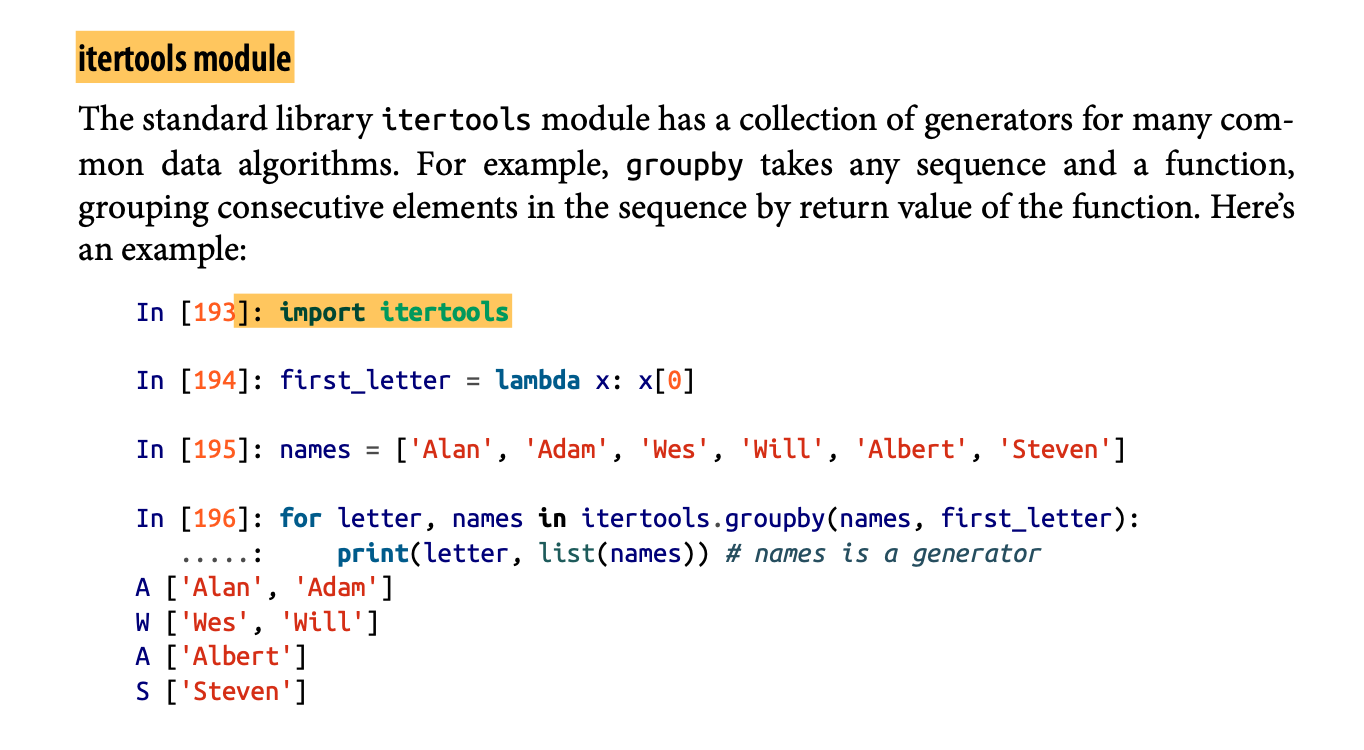 itertools module
The standard library itertools module has a collection of generators for many com-
mon data algorithms. For example, groupby takes any sequence and a function,
grouping consecutive elements in the sequence by return value of the function. Here’s
an example:
In [193]: import itertools
In [194]: first_letter = lambda x: x[0]
In [195]: names = ['Alan', 'Adam', 'Wes', 'Will', 'Albert', 'Steven']
In [196]: for letter, names in itertools.groupby(names, first_letter):
.....:     print(letter, list(names)) # names is a generator
A ['Alan', 'Adam']
W ['Wes', 'Will']
A ['Albert']
S ['Steven']